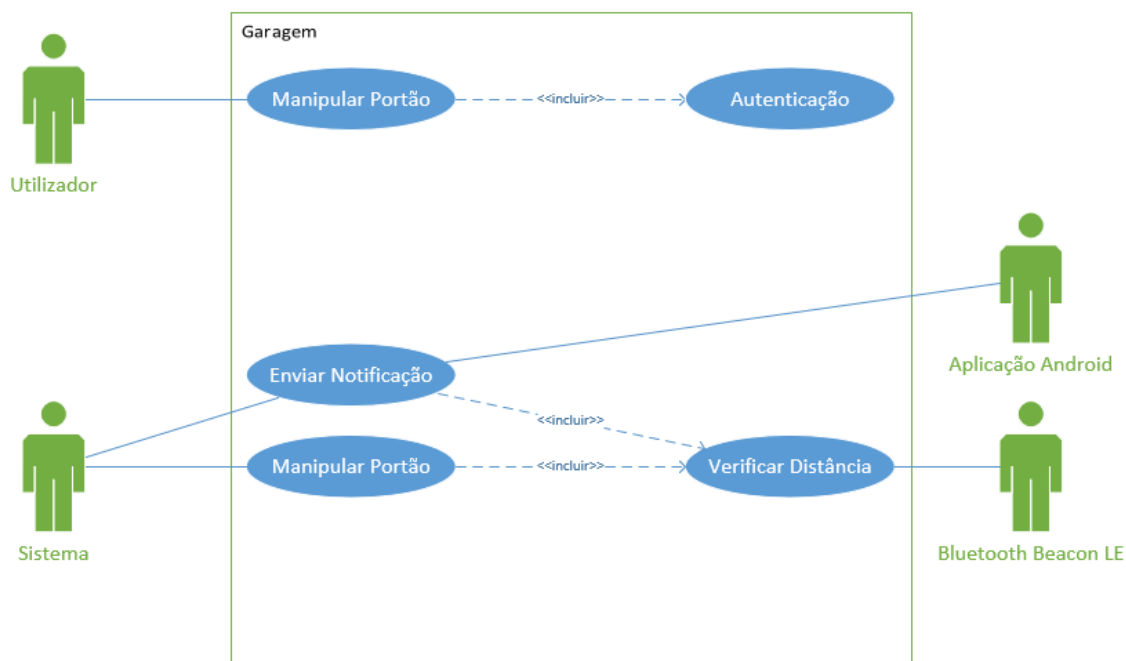 Garagem
Manipular Portão
<<incluir>>
Autenticação
Utilizador
Enviar Notificação
Aplicação Android
<<incluir>>
Manipular Portão
<<incluir>>
Verificar Distância
Sistema
Bluetooth Beacon LE